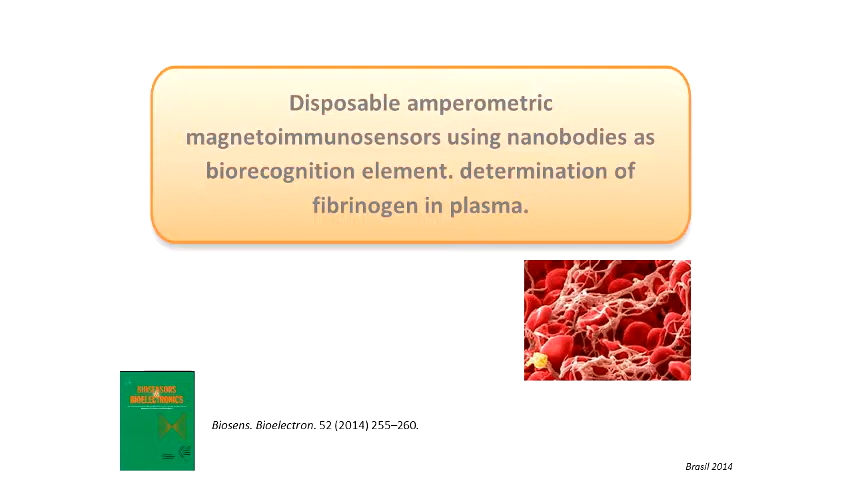 Disposable amperometric
magnetoimmunosensors using nanobodies as
biorecognition element. determination of
fibrinogen in plasma.
BIOSENSORS
BIOELECTRONICS
Biosens. Bioelectron. 52 (2014) 255–260.
Brasil 2014